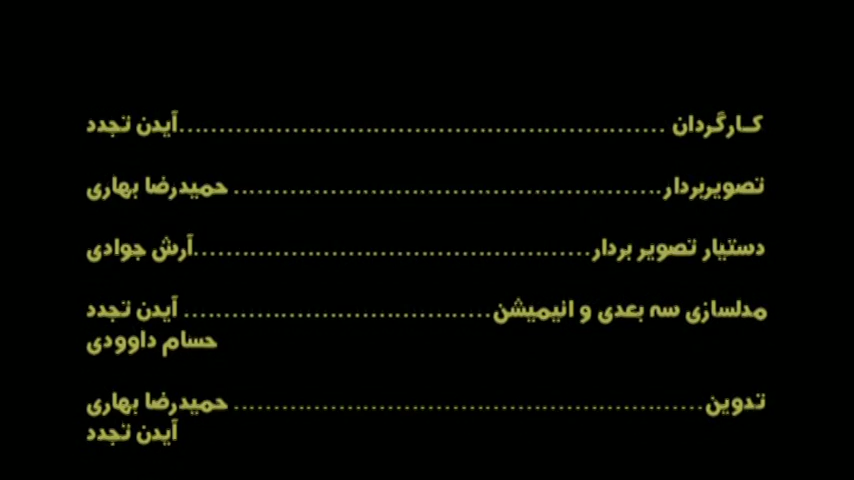 کارگردان ........................................................آیدن تجدد
تصویربردار.................................................. حمیدرضا بهاری
دستیار تصویر بردار..............................................آرش جوادی
مدلسازی سه بعدی و انیمیشن.................................... آیدن تجدد
حسام داوودی
تدوین...................................................... حمیدرضا بهاری
آیدن تجدد